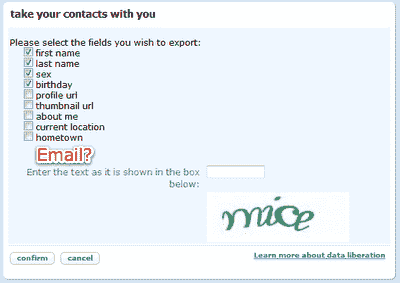 take your contacts with you
Please select the fields you wish to export:
first name
last name
sex
birthday
profile url
thumbnail url
about me
current location
hometown
Email?
Enter the text as it is shown in the box
below:
mice
confirm cancel Learn more about data liberation